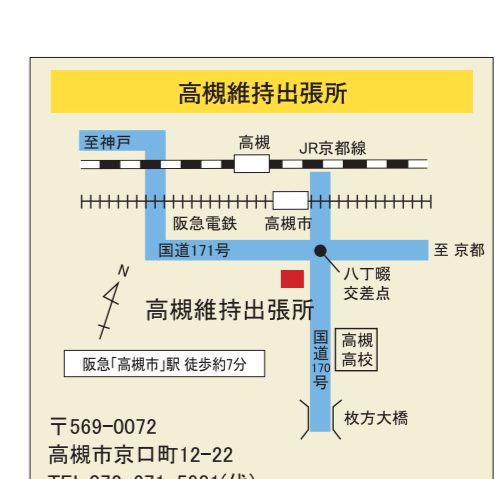 高槻維持出張所
至神戸
高槻
JR京都線
阪急電鉄
高槻市
国道171号
至 京都
八丁畷
交差点
N
高槻維持出張所
国道170号
高槻
高校
阪急「高槻市」駅 徒歩約7分
枚方大橋
〒569-0072
高槻市京口町12-22